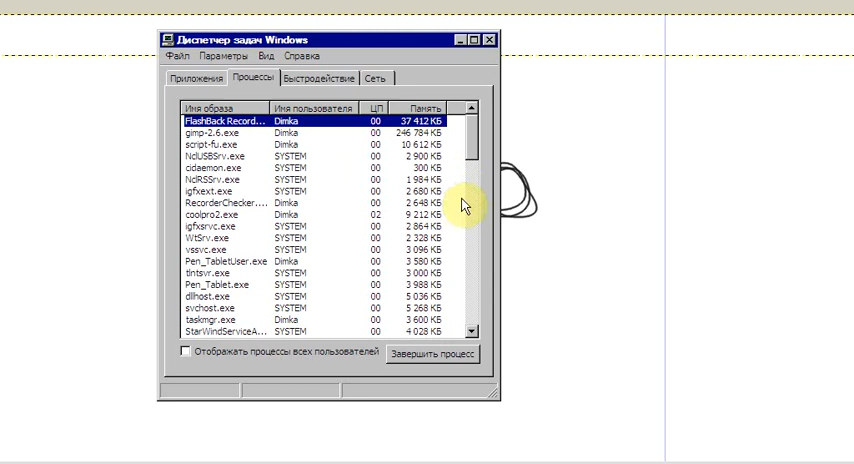 Диспетчер задач Windows
Файл Параметры Вид Справка
Приложения Процессы Быстродействие Сеть
Имя образа Имя пользователя ЦП Память
FlashBack Record... Dimka 00 37 412 КБ
gimp-2.6.exe Dimka 00 246 784 КБ
script-fu.exe Dimka 00 10 612 КБ
NclUSBSrv.exe SYSTEM 00 2 900 КБ
cidaemon.exe SYSTEM 00 300 КБ
NclRSSrv.exe SYSTEM 00 1 984 КБ
igfxext.exe SYSTEM 00 2 680 КБ
RecorderChecker.... Dimka 00 2 648 КБ
coolpro2.exe Dimka 02 9 212 КБ
igfxsrvc.exe SYSTEM 00 2 864 КБ
WtSrv.exe SYSTEM 00 2 328 КБ
vssvc.exe SYSTEM 00 3 096 КБ
Pen_TabletUser.exe Dimka 00 3 580 КБ
tlntsvr.exe SYSTEM 00 3 000 КБ
Pen_Tablet.exe SYSTEM 00 3 988 КБ
dllhost.exe SYSTEM 00 5 036 КБ
svchost.exe SYSTEM 00 5 268 КБ
taskmgr.exe Dimka 00 3 600 КБ
StarWindServiceA... SYSTEM 00 4 028 КБ
Отображать процессы всех пользователей Завершить процесс